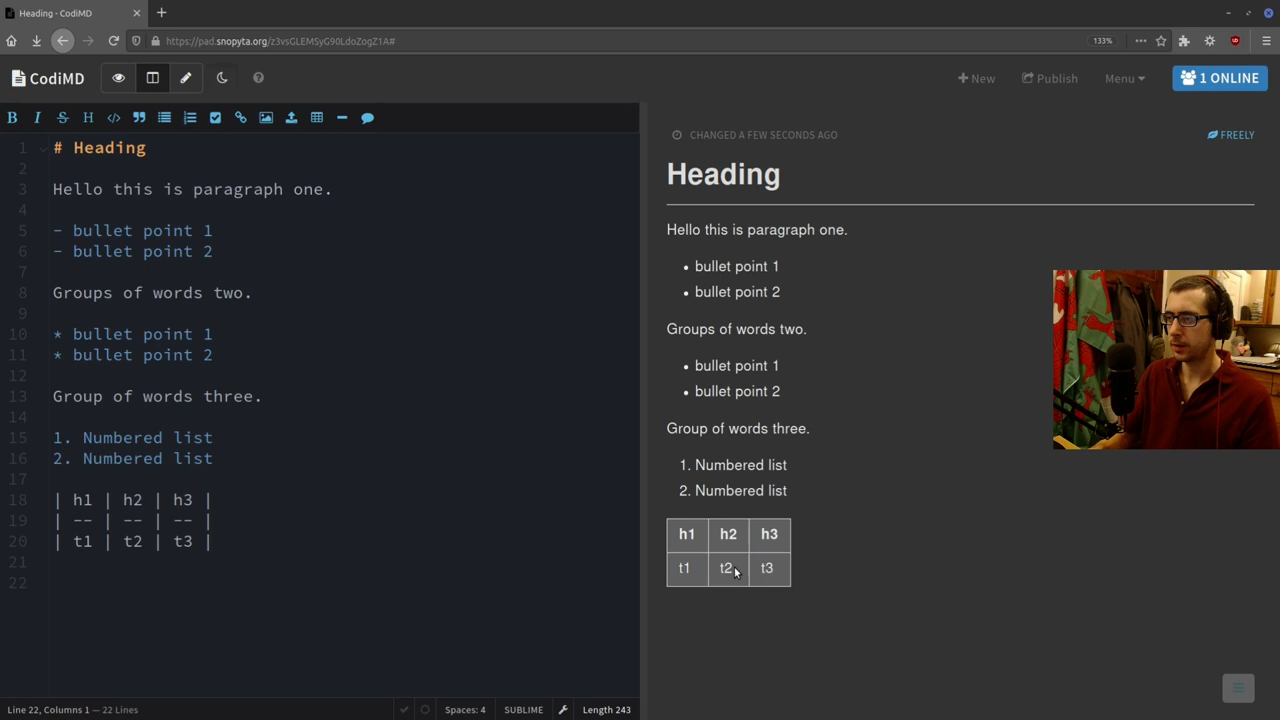 Heading - CodiMD
https://pad.snopyta.org/z3vsGLEMSyG90LdoZogZ1A#
133%
CodiMD
New
Publish
Menu
1 ONLINE
B I S H
1 # Heading
2
3 Hello this is paragraph one.
4
5 - bullet point 1
6 - bullet point 2
7
8 Groups of words two.
9
10 * bullet point 1
11 * bullet point 2
12
13 Group of words three.
14
15 1. Numbered list
16 2. Numbered list
17
18 | h1 | h2 | h3 |
19 | -- | -- | -- |
20 | t1 | t2 | t3 |
21
22
CHANGED A FEW SECONDS AGO
FREELY
Heading
Hello this is paragraph one.
• bullet point 1
• bullet point 2
Groups of words two.
• bullet point 1
• bullet point 2
Group of words three.
1. Numbered list
2. Numbered list
h1 h2 h3
t1 t2 t3
Line 22, Columns 1 — 22 Lines
Spaces: 4
SUBLIME
Length 243